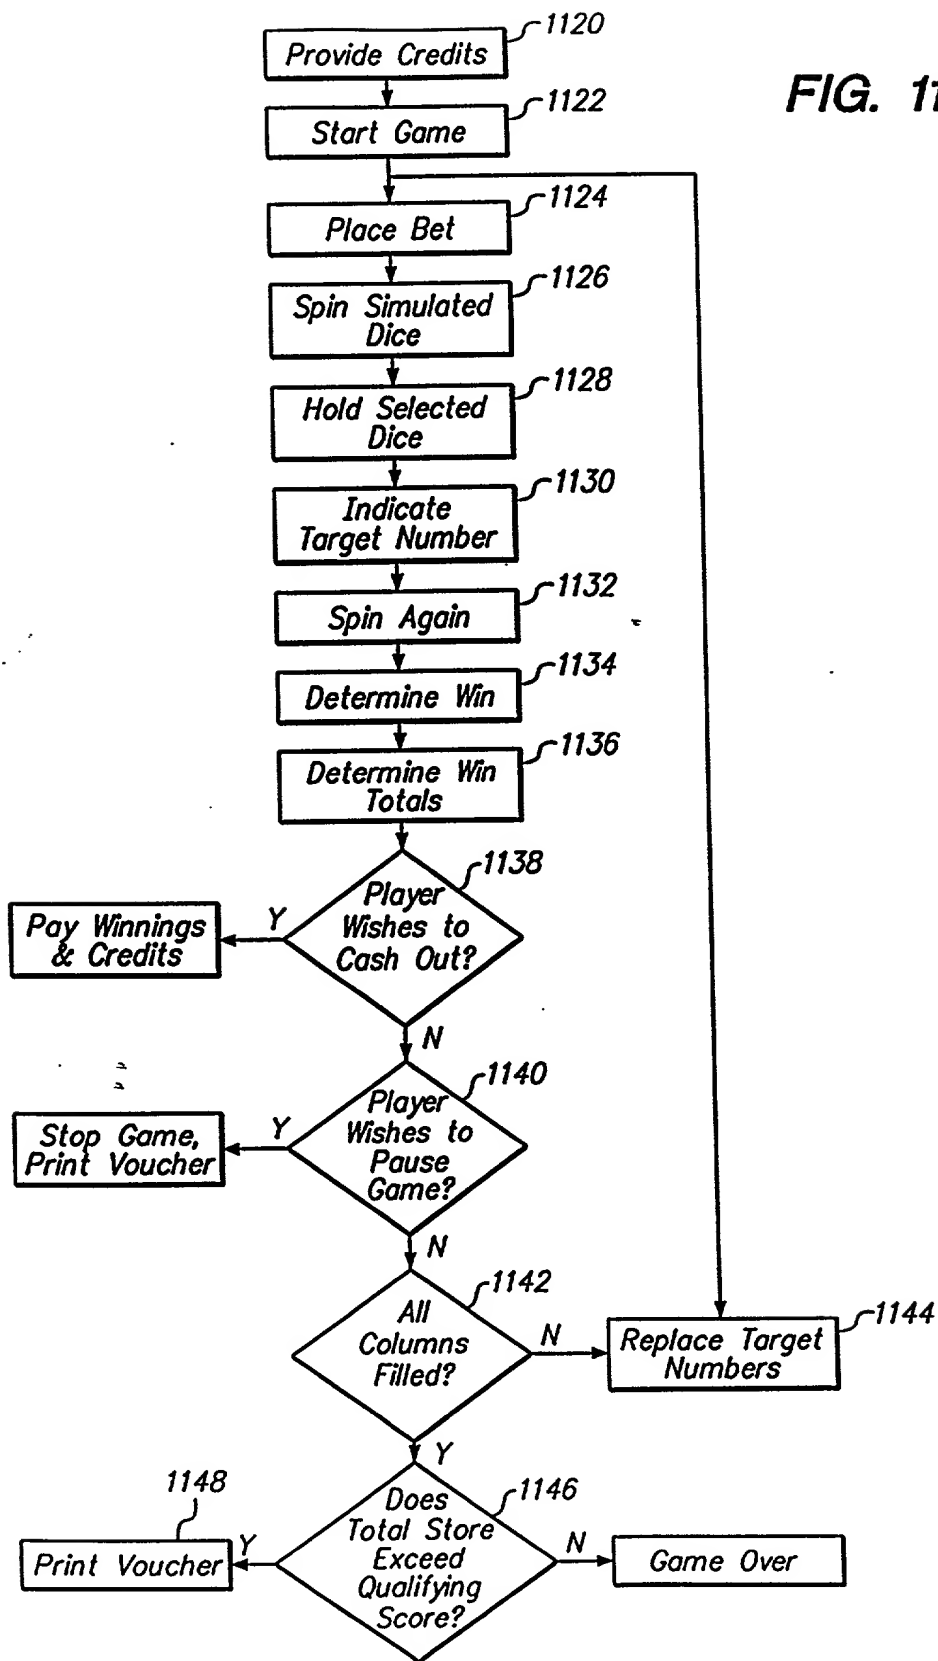 1120
Provide Credits
FIG. 11
1122
Start Game
1124
Place Bet
1126
Spin Simulated
Dice
1128
Hold Selected
Dice
1130
Indicate
Target Number
1132
Spin Again
1134
Determine Win
1136
Determine Win
Totals
1138
Player
Wishes to
Cash Out?
Y
Pay Winnings
& Credits
N
1140
Player
Wishes to
Pause
Game?
Y
Stop Game,
Print Voucher
N
1142
All
Columns
Filled?
N
1144
Replace Target
Numbers
Y
1146
Does
Total Store
Exceed
Qualifying
Score?
1148
Y
Print Voucher
N
Game Over